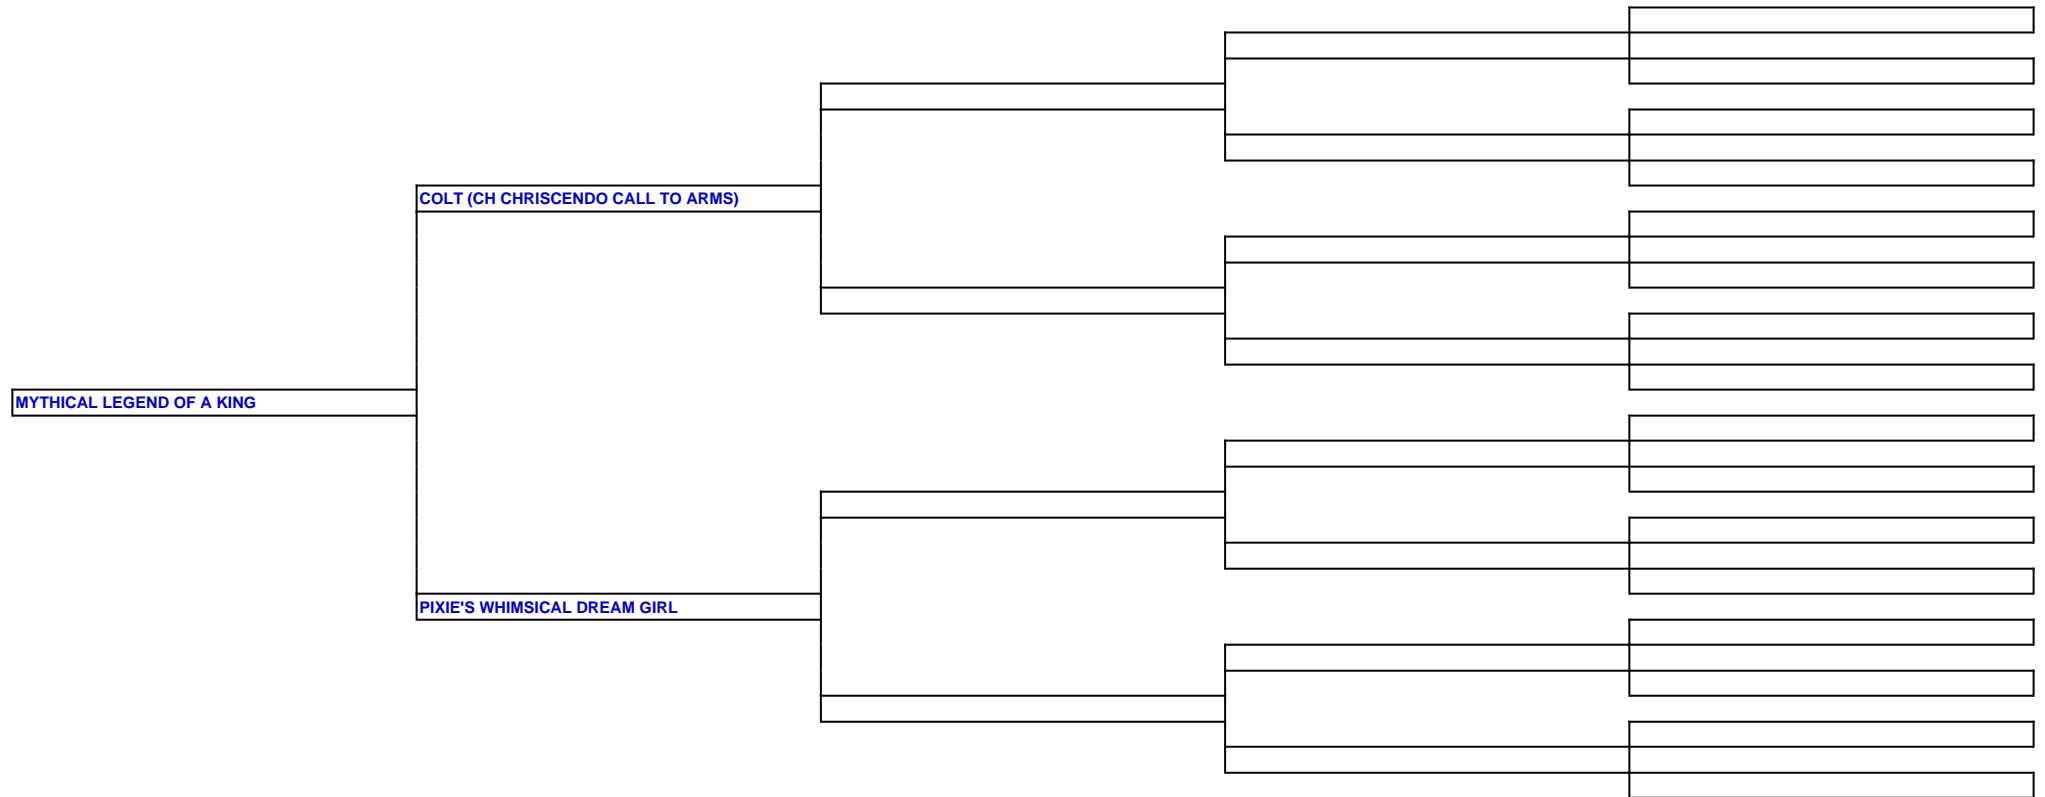 COLT (CH CHRISCENDO CALL TO ARMS)
MYTHICAL LEGEND OF A KING
PIXIE'S WHIMSICAL DREAM GIRL